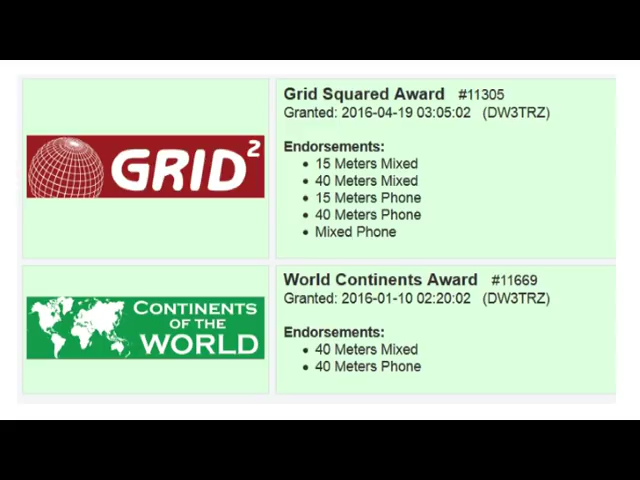 GRID²
Grid Squared Award #11305
Granted: 2016-04-19 03:05:02 (DW3TRZ)
Endorsements:
• 15 Meters Mixed
• 40 Meters Mixed
• 15 Meters Phone
• 40 Meters Phone
• Mixed Phone
CONTINENTS
OF THE
WORLD
World Continents Award #11669
Granted: 2016-01-10 02:20:02 (DW3TRZ)
Endorsements:
• 40 Meters Mixed
• 40 Meters Phone